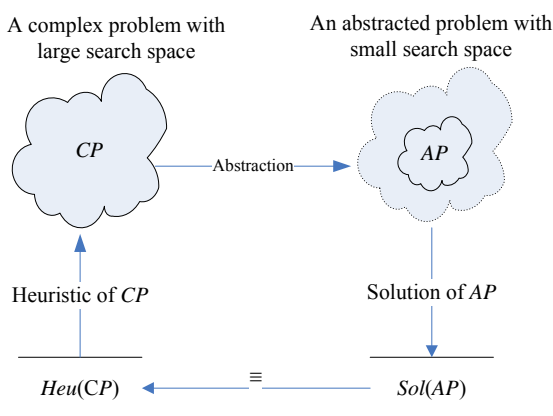 A complex problem with
large search space
An abstracted problem with
small search space
CP
Abstraction
AP
Heuristic of CP
Solution of AP
Heu(CP)
≡
Sol(AP)